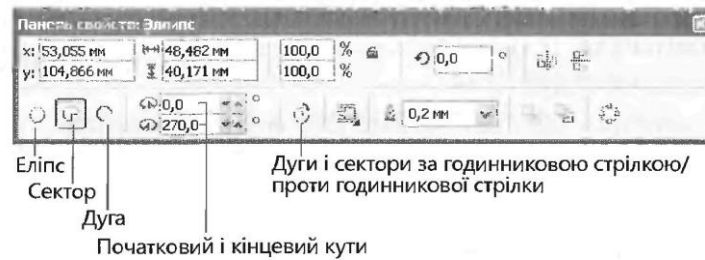 Панель свойств: Эллипс
x: 53,055 мм 48,482 мм 100,0 % 0,0 °
y: 104,866 мм 40,171 мм 100,0 %
0,0 °
270,0 ° 0,2 мм
Еліпс
Сектор
Дуга
Початковий і кінцевий кути
Дуги і сектори за годинниковою стрілкою/
проти годинникової стрілки